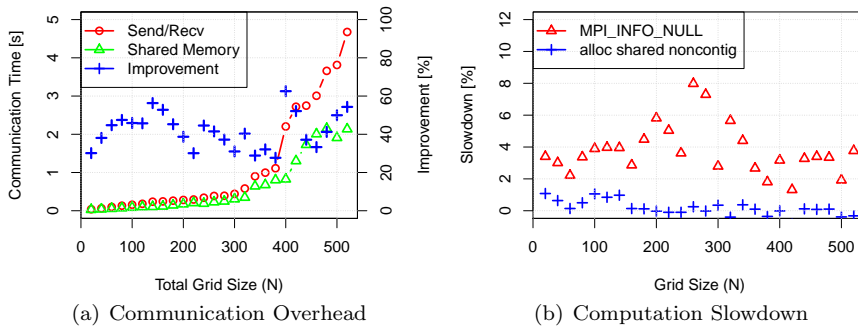 Send/Recv
Shared Memory
Improvement
Communication Time [s]
0 1 2 3 4 5
Improvement [%]
0 20 40 60 80 100
0 100 200 300 400 500
Total Grid Size (N)
(a) Communication Overhead
MPI_INFO_NULL
alloc shared noncontig
Slowdown [%]
0 2 4 6 8 10 12
0 100 200 300 400 500
Grid Size (N)
(b) Computation Slowdown